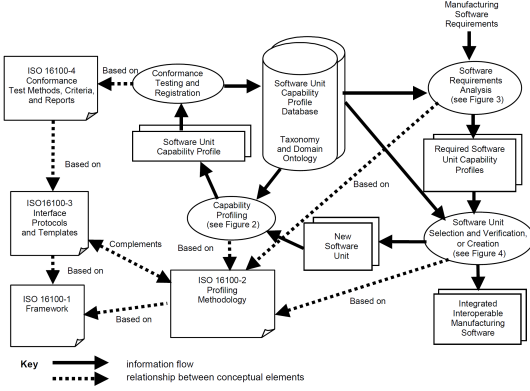 Manufacturing
Software
Requirements
ISO 16100-4
Conformance
Test Methods, Criteria,
and Reports
Based on
Conformance
Testing and
Registration
Software Unit
Capability
Profile
Database
Taxonomy
and Domain
Ontology
Software
Requirements
Analysis
(see Figure 3)
Software Unit
Capability Profile
Required Software
Unit Capability
Profiles
Based on
Based on
ISO16100-3
Interface
Protocols
and Templates
Capability
Profiling
(see Figure 2)
Software Unit
Selection and Verification,
or Creation
(see Figure 4)
Complements
Based on
New
Software
Unit
Based on
ISO 16100-1
Framework
ISO 16100-2
Profiling
Methodology
Based on
Based on
Integrated
Interoperable
Manufacturing
Software
Key
information flow
relationship between conceptual elements